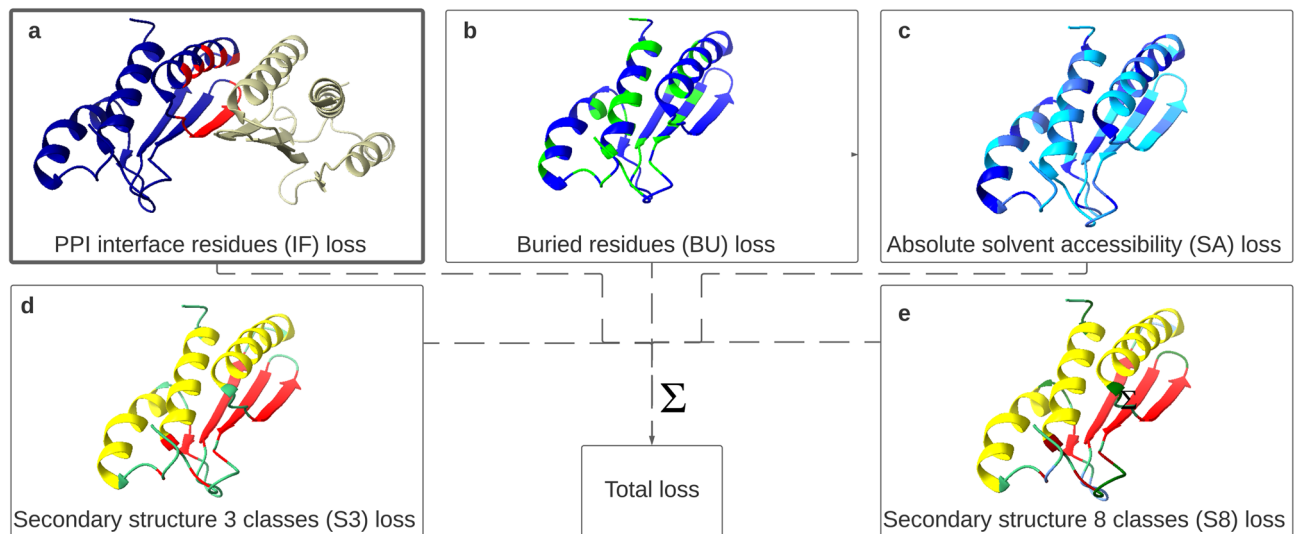 a
PPI interface residues (IF) loss
b
Buried residues (BU) loss
c
Absolute solvent accessibility (SA) loss
d
Secondary structure 3 classes (S3) loss
Σ
Total loss
e
Σ
Secondary structure 8 classes (S8) loss